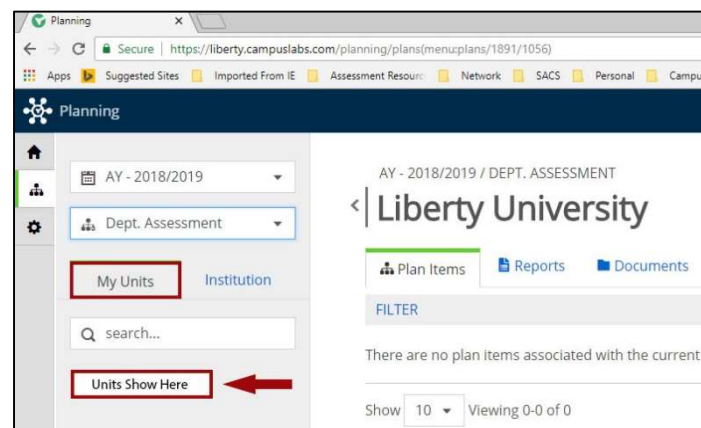 Planning
Secure | https://liberty.campuslabs.com/planning/plans(menu:plans/1891/1056)
Apps Suggested Sites Imported From IE Assessment Resourc Network SACS Personal Campu
Planning
AY - 2018/2019
Dept. Assessment
My Units Institution
search...
Units Show Here
AY - 2018/2019 / DEPT. ASSESSMENT
Liberty University
Plan Items Reports Documents
FILTER
There are no plan items associated with the current
Show 10 Viewing 0-0 of 0